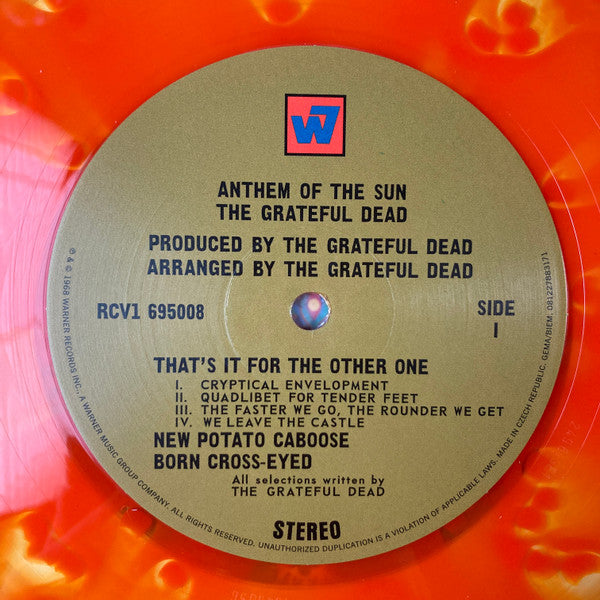 W7
ANTHEM OF THE SUN
THE GRATEFUL DEAD
PRODUCED BY THE GRATEFUL DEAD
ARRANGED BY THE GRATEFUL DEAD
RCV1 695008
SIDE
1
THAT'S IT FOR THE OTHER ONE
I. CRYPTICAL ENVELOPMENT
II. QUADLIBET FOR TENDER FEET
III. THE FASTER WE GO, THE ROUNDER WE GET
IV. WE LEAVE THE CASTLE
NEW POTATO CABOOSE
BORN CROSS-EYED
All selections written by
THE GRATEFUL DEAD
STEREO
℗ & © 1968 WARNER RECORDS INC., A WARNER MUSIC GROUP COMPANY. ALL RIGHTS RESERVED. UNAUTHORIZED DUPLICATION IS A VIOLATION OF APPLICABLE LAWS. MADE IN CZECH REPUBLIC. GEMA/BIEM. 081227883171